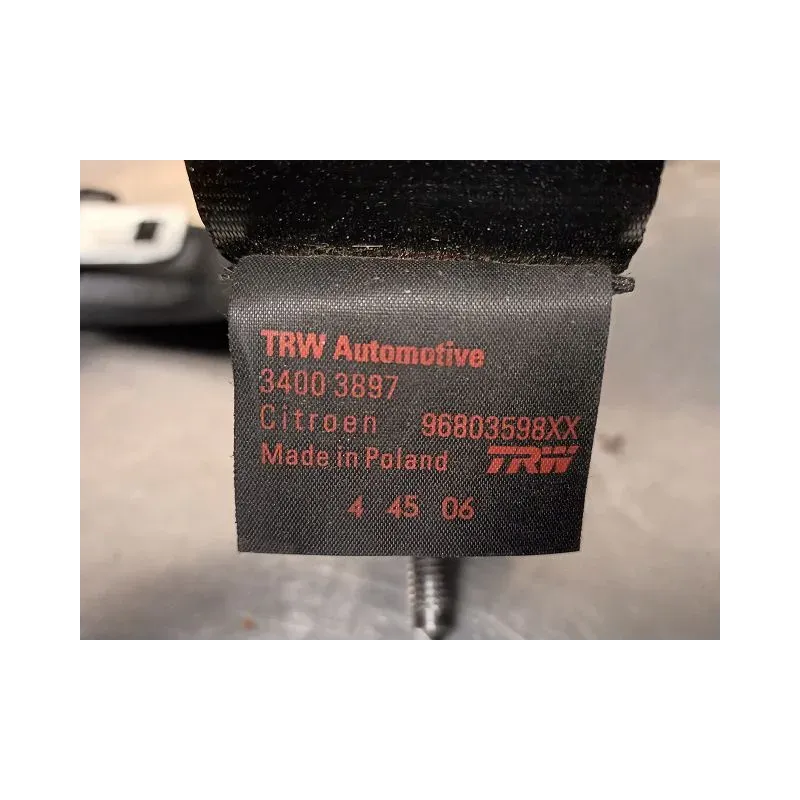 TRW Automotive
3400 3897
Citroen 96803598XX
Made in Poland TRW
4 45 06